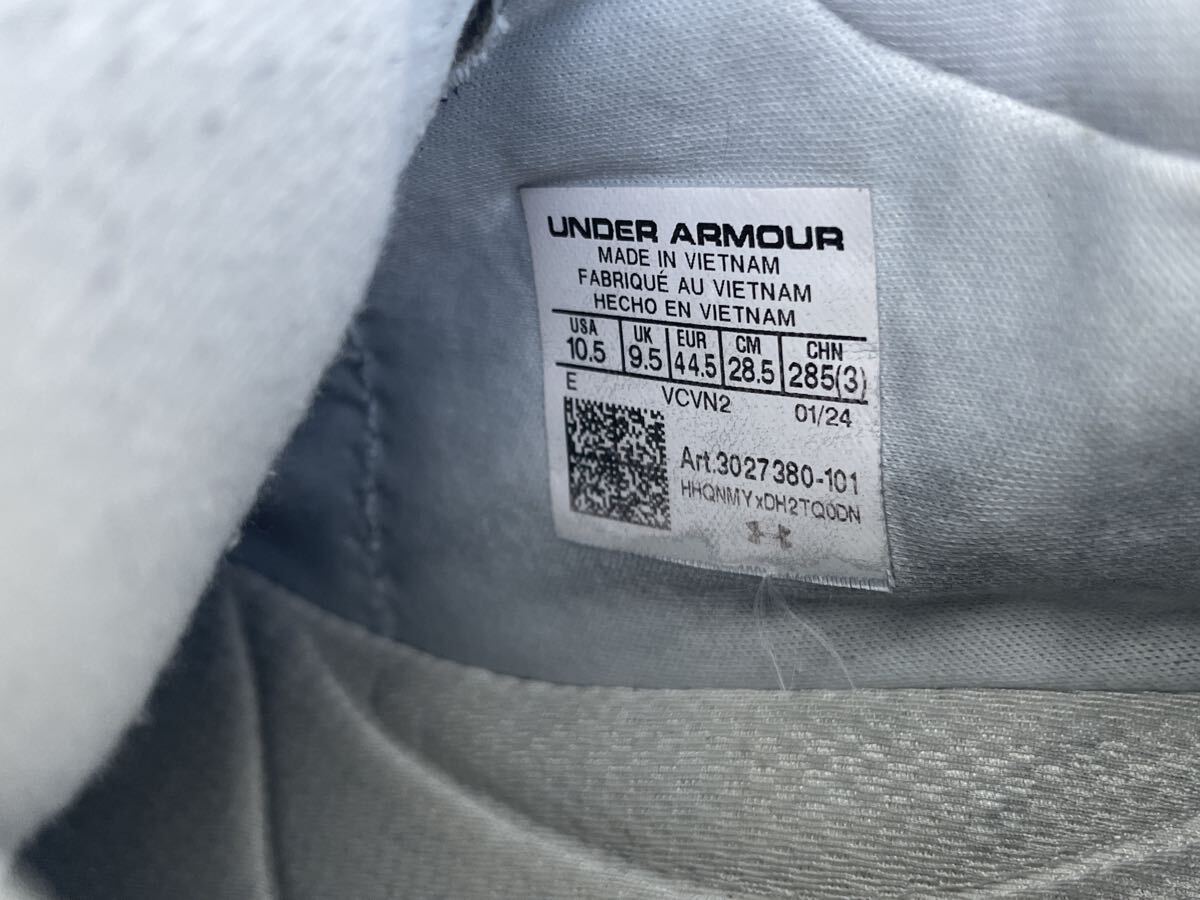 UNDER ARMOUR
MADE IN VIETNAM
FABRIQUÉ AU VIETNAM
HECHO EN VIETNAM
USA UK EUR CM CHN
10.5 9.5 44.5 28.5 285(3)
E VCVN2 01/24
Art.3027380-101
HHQNMYxDH2TQ0DN